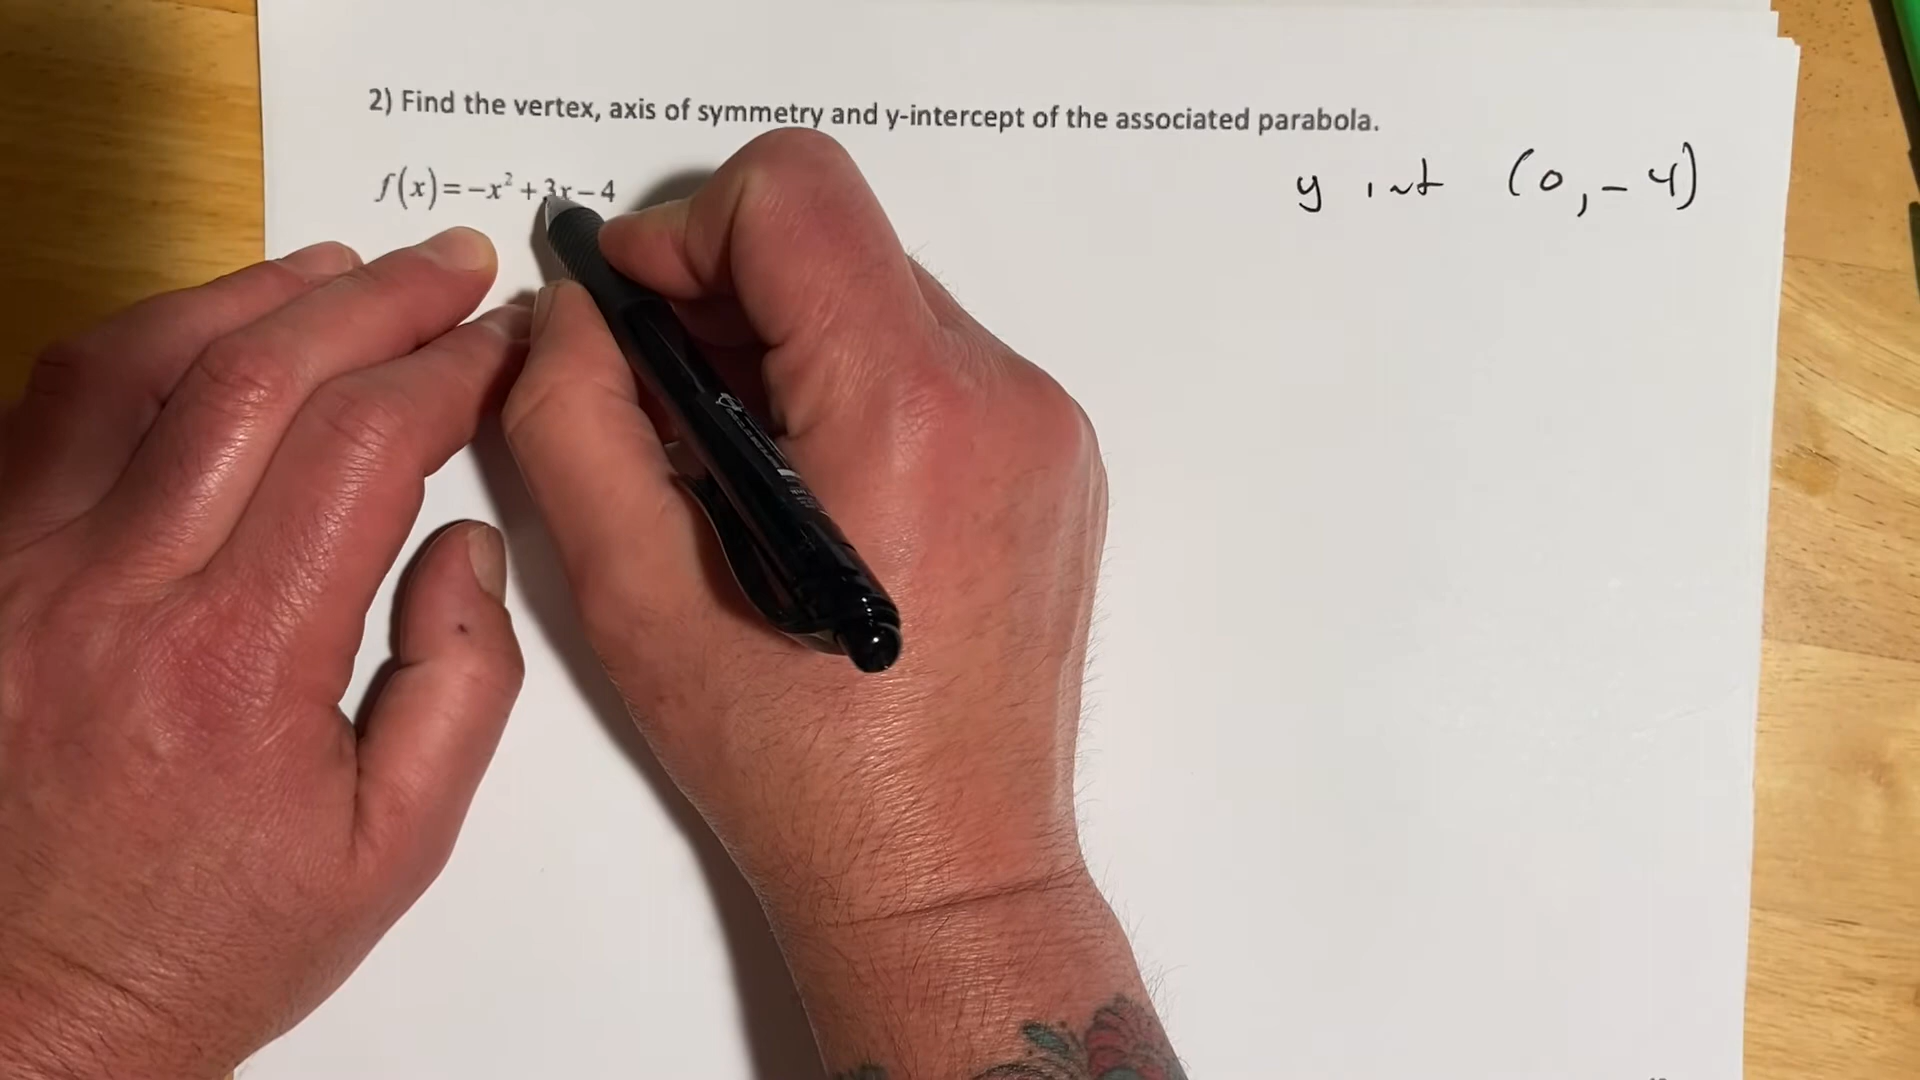 2) Find the vertex, axis of symmetry and y-intercept of the associated parabola.
f(x)=-x²+3x-4
y int (0,-4)